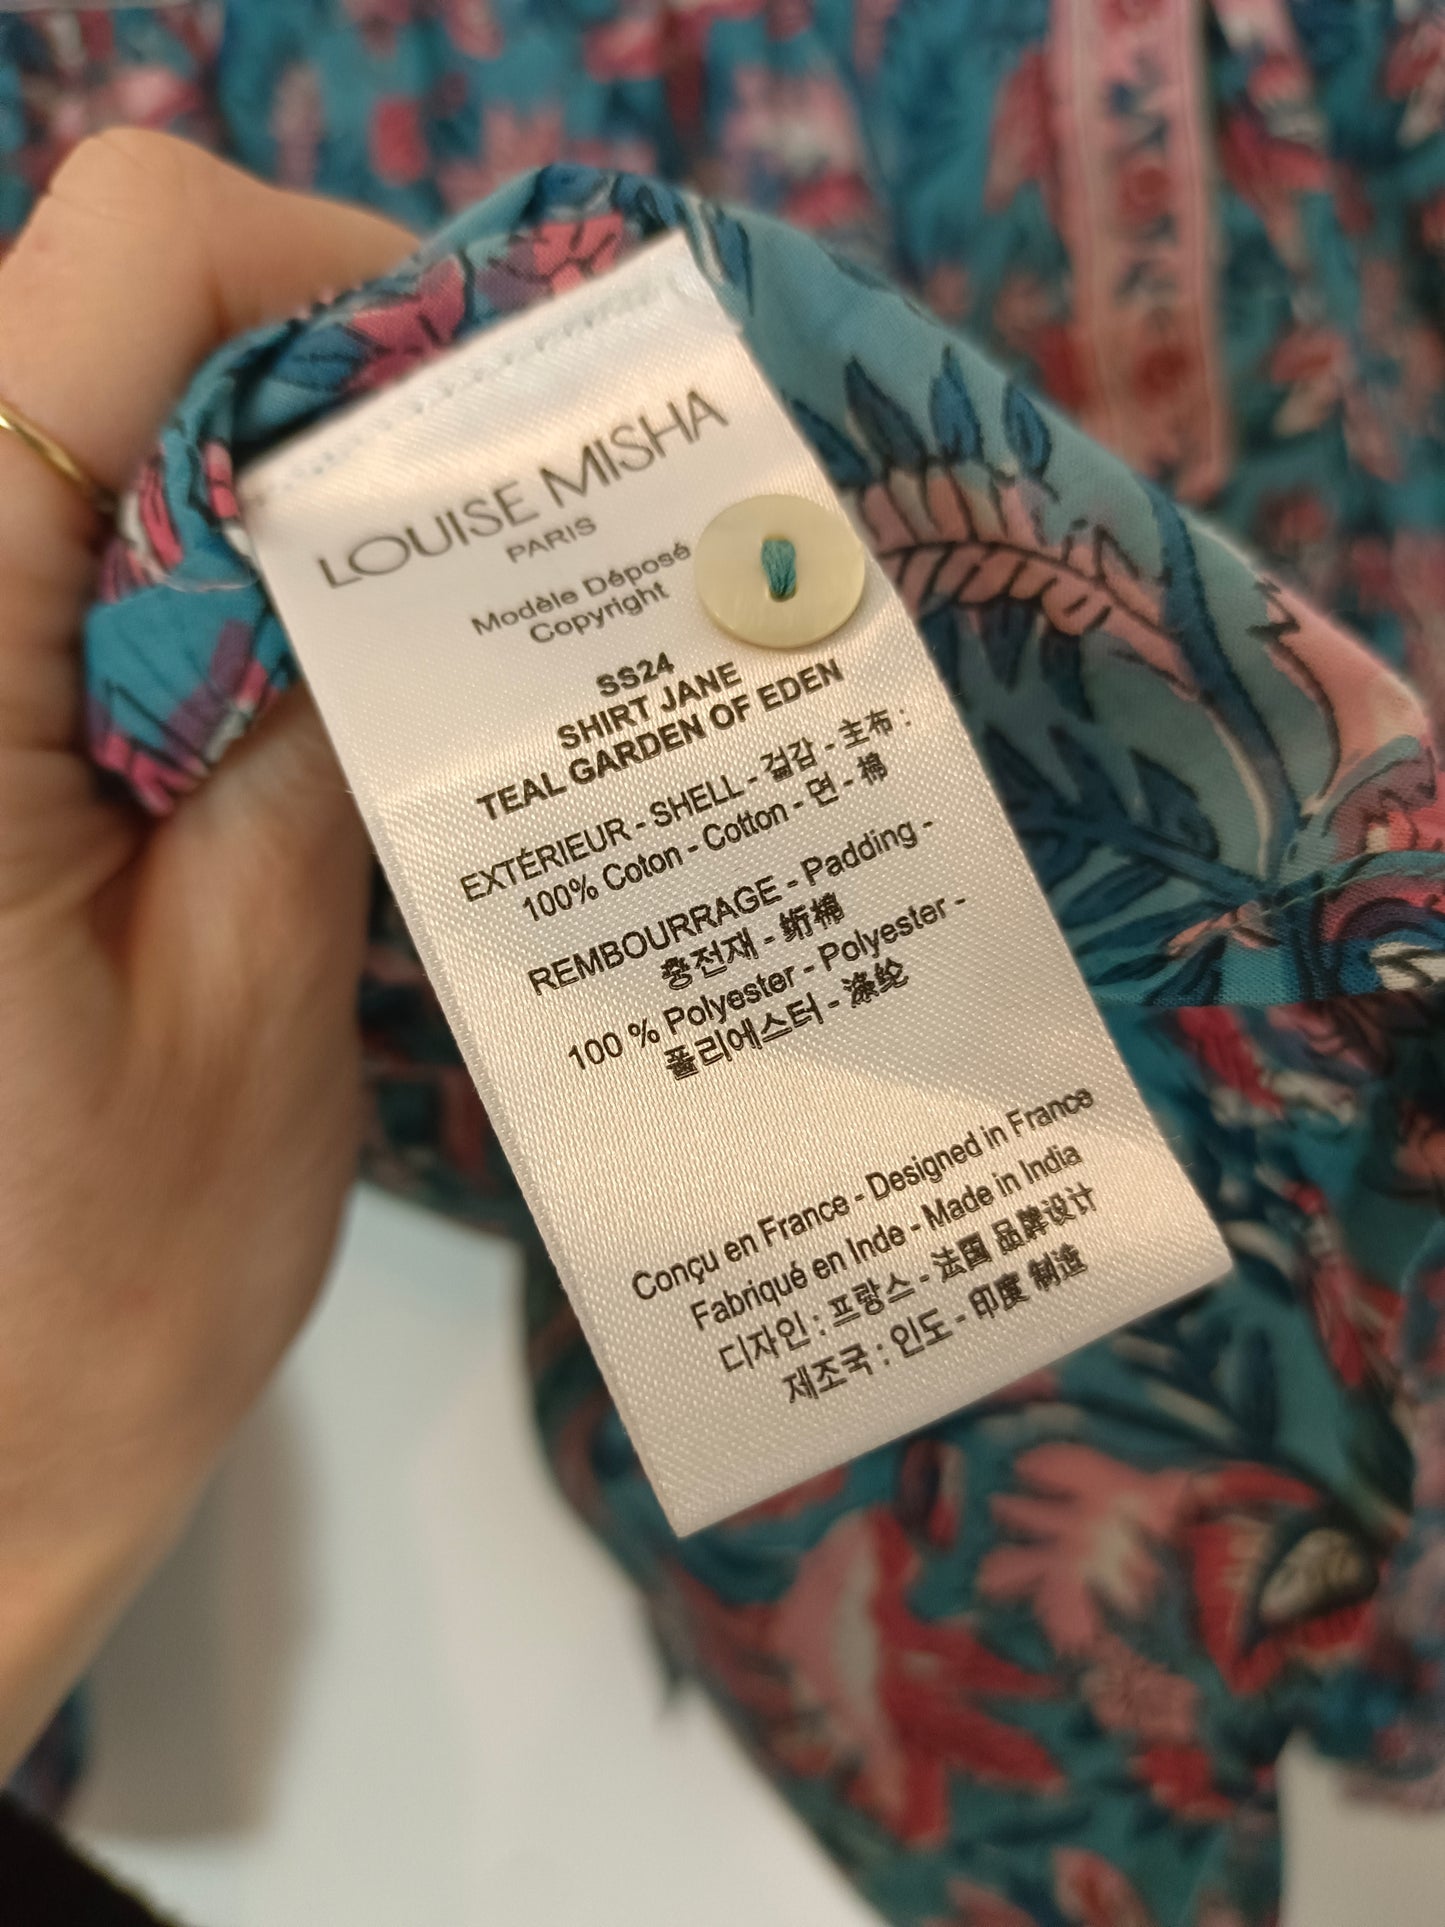 LOUISE MISHA
PARIS
Modèle Déposé
Copyright
SS24
SHIRT JANE
TEAL GARDEN OF EDEN
EXTÉRIEUR - SHELL - 겉감 - 主布 :
100% Coton - Cotton - 면 - 棉
REMBOURRAGE - Padding -
충전재 - 绗棉
100 % Polyester - Polyester -
폴리에스터 - 涤纶
Conçu en France - Designed in France
Fabriqué en Inde - Made in India
디자인 : 프랑스 - 法国 品牌设计
제조국 : 인도 - 印度 制造